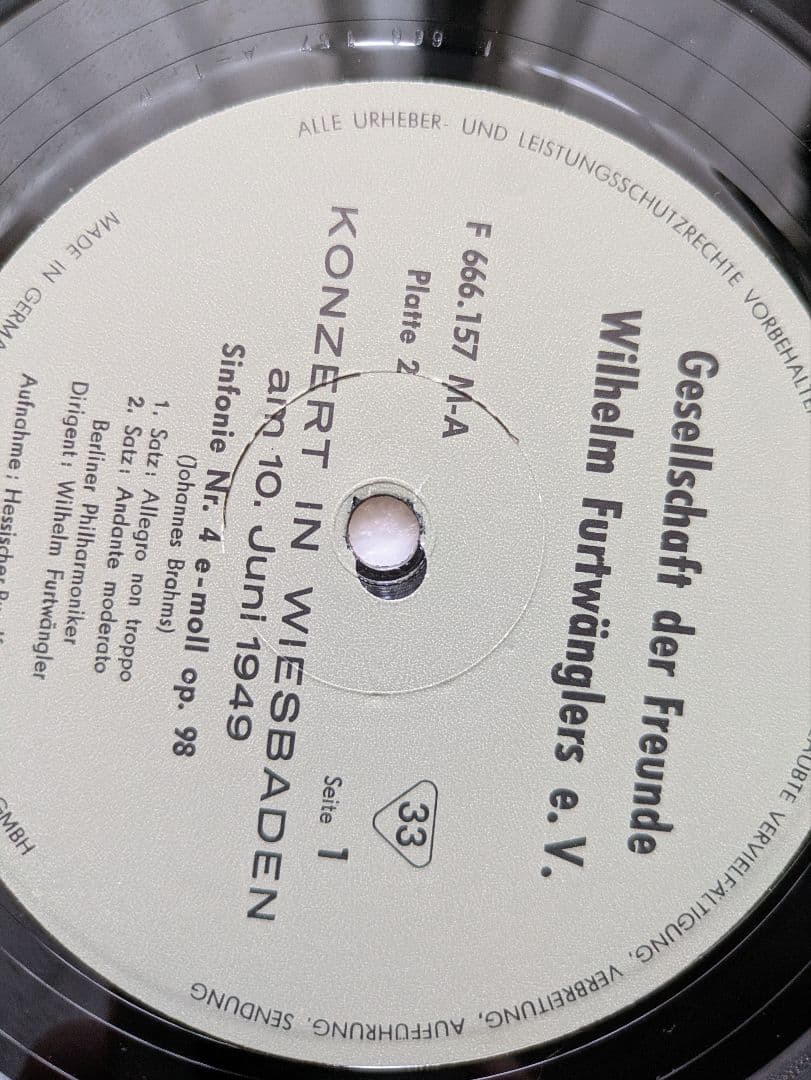 Gesellschaft der Freunde
Wilhelm Furtwänglers e.V.
F 666.157 M-A
Platte 2
33
Seite 1
KONZERT IN WIESBADEN
am 10. Juni 1949
Sinfonie Nr. 4 e-moll op. 98
(Johannes Brahms)
1. Satz: Allegro non troppo
2. Satz: Andante moderato
Berliner Philharmoniker
Dirigent: Wilhelm Furtwängler
Aufnahme: Hessischer
MADE IN
ALLE URHEBER- UND LEISTUNGSSCHUTZRECHTE
VERVIELFÄLTIGUNG, VERBREITUNG, AUFFÜHRUNG, SENDUNG
GMBH